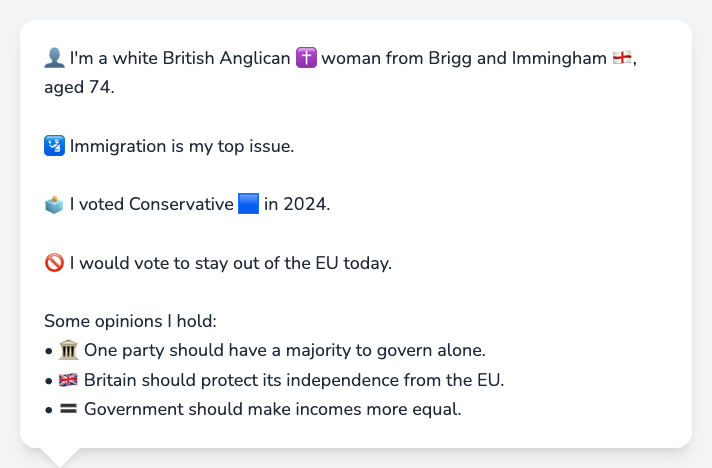 👤 I'm a white British Anglican ✝️ woman from Brigg and Immingham 🏴󠁧󠁢󠁥󠁮󠁧󠁿,
aged 74.
🛂 Immigration is my top issue.
🗳️ I voted Conservative 🟦 in 2024.
🚫 I would vote to stay out of the EU today.
Some opinions I hold:
• 🏛️ One party should have a majority to govern alone.
• 🇬🇧 Britain should protect its independence from the EU.
• 🟰 Government should make incomes more equal.